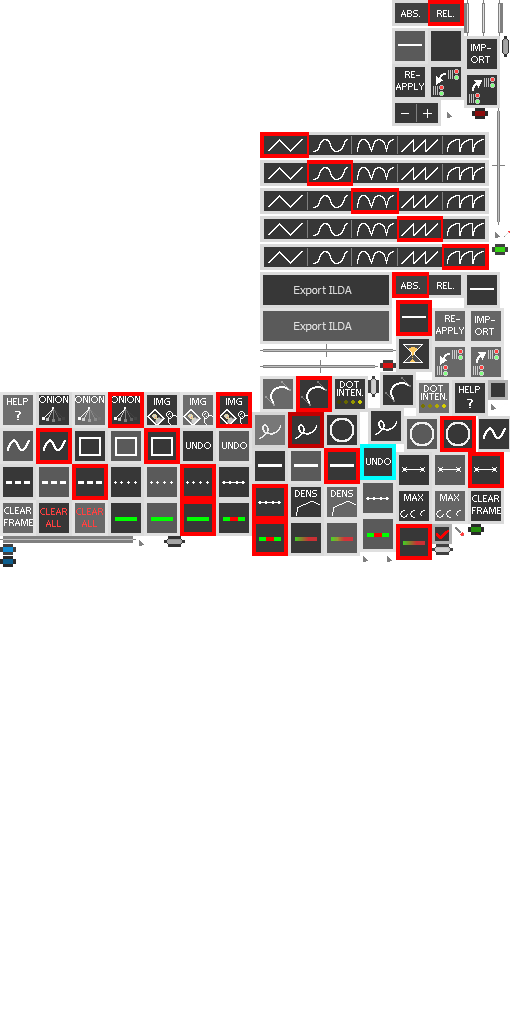 ABS. REL.
IMP-
ORT
RE-
APPLY
Export ILDA
ABS. REL.
Export ILDA
RE-
APPLY
IMP-
ORT
DOT
INTEN.
DOT
INTEN.
HELP
?
HELP
?
ONION
ONION
ONION
IMG
IMG
IMG
UNDO
UNDO
UNDO
DENS
DENS
MAX
MAX
CLEAR
FRAME
CLEAR
FRAME
CLEAR
ALL
CLEAR
ALL